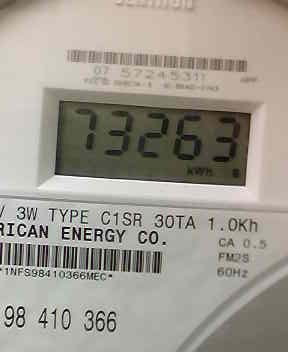 07 57245311
73263
kWh
V 3W TYPE C1SR 30TA 1.0Kh
RICAN ENERGY CO.
CA 0.5
FM2S
*1NFS98410366MEC*
60Hz
98 410 366